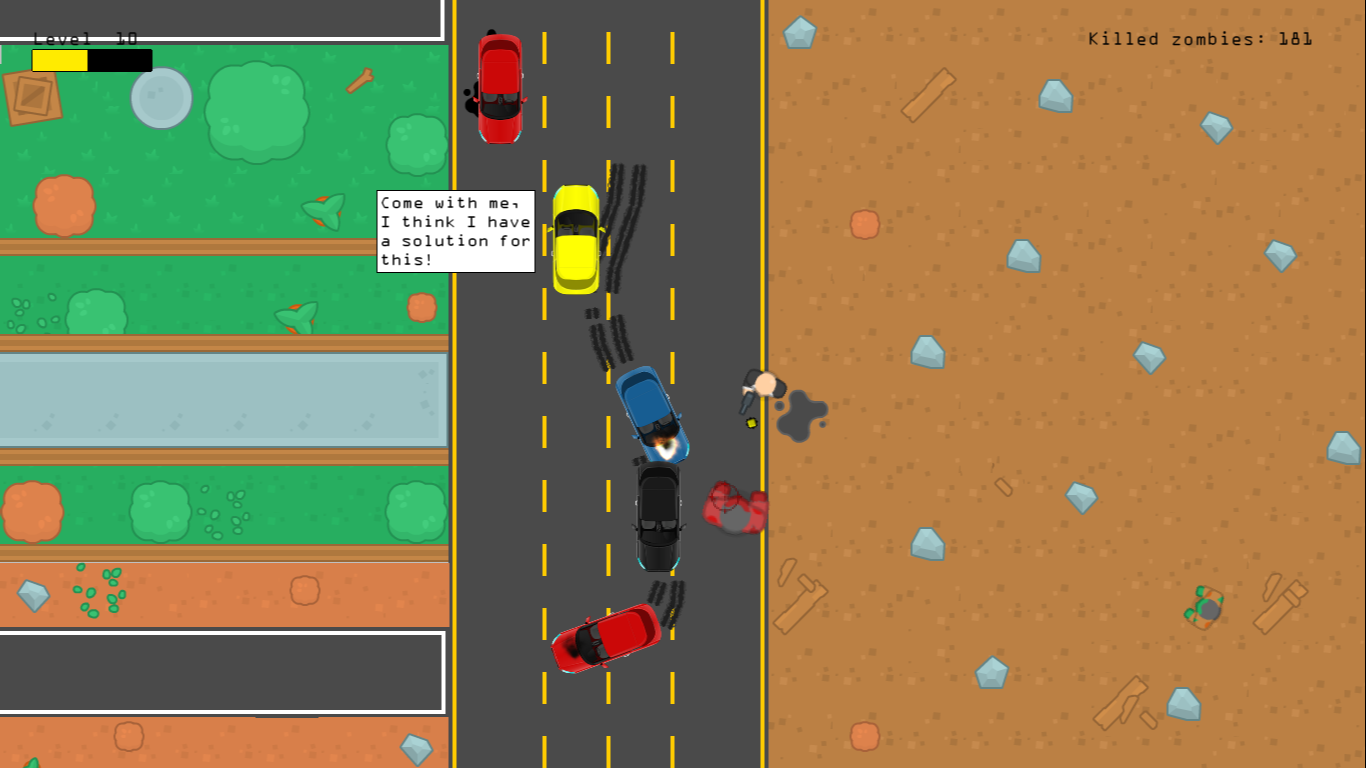 Level 10
Killed zombies: 181
Come with me,
I think I have
a solution for
this!